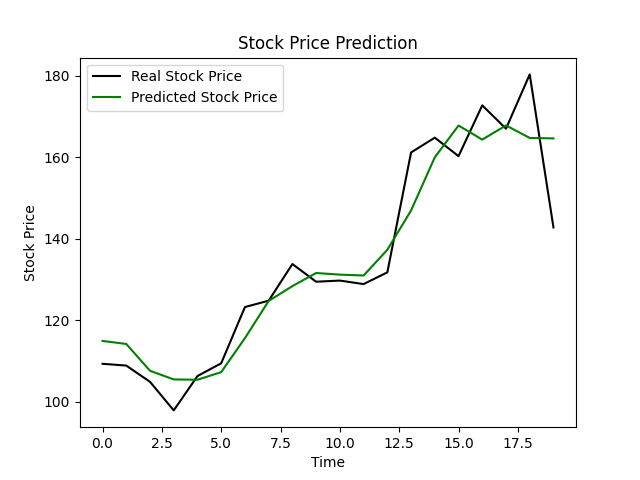 Stock Price Prediction
Real Stock Price
Predicted Stock Price
180
160
140
120
100
Stock Price
0.0 2.5 5.0 7.5 10.0 12.5 15.0 17.5
Time